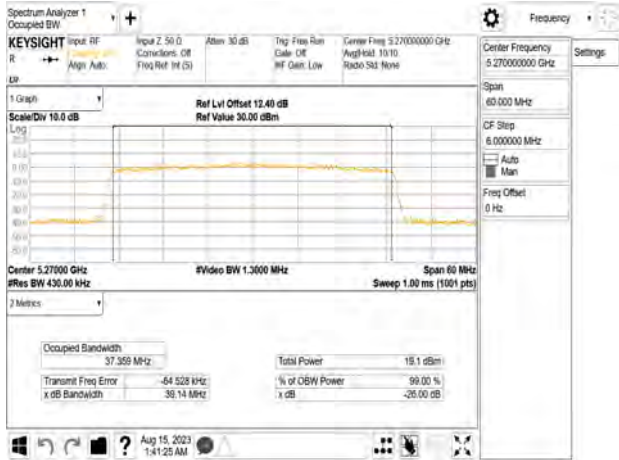 Spectrum Analyzer 1
Occupied BW
Frequency
KEYSIGHT
Input: RF
Input Z: 50 Ω
Atten: 30 dB
Trig: Free Run
Center Freq: 5.270000000 GHz
R
Corrections: Off
Gate: Off
Avg|Hold: 10/10
Align: Auto
Freq Ref: Int (S)
#IF Gain: Low
Radio Std: None
Center Frequency
5.270000000 GHz
Settings
Span
60.000 MHz
CF Step
6.000000 MHz
Auto
Man
Freq Offset
0 Hz
1 Graph
Scale/Div 10.0 dB
Log
Ref Lvl Offset 12.40 dB
Ref Value 30.00 dBm
0.00
Center 5.27000 GHz
#Video BW 1.3000 MHz
Span 60 MHz
#Res BW 430.00 kHz
Sweep 1.00 ms (1001 pts)
2 Metrics
Occupied Bandwidth
37.359 MHz
Total Power
19.1 dBm
Transmit Freq Error
-64.528 kHz
% of OBW Power
99.00 %
x dB Bandwidth
39.14 MHz
x dB
-26.00 dB
?
Aug 15, 2023
1:41:25 AM